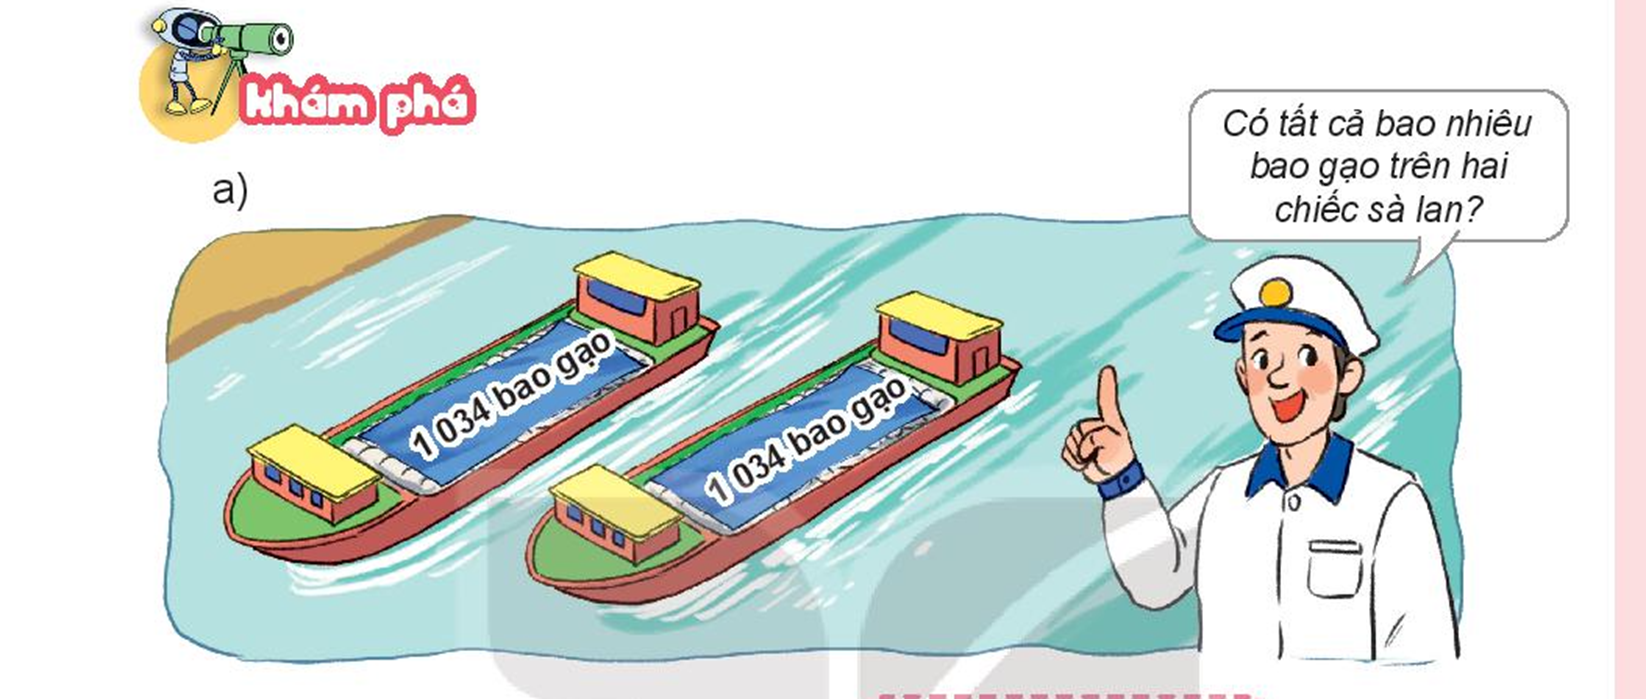 Khám phá
Có tất cả bao nhiêu
bao gạo trên hai
chiếc sà lan?
a)
1 034 bao gạo
1 034 bao gạo